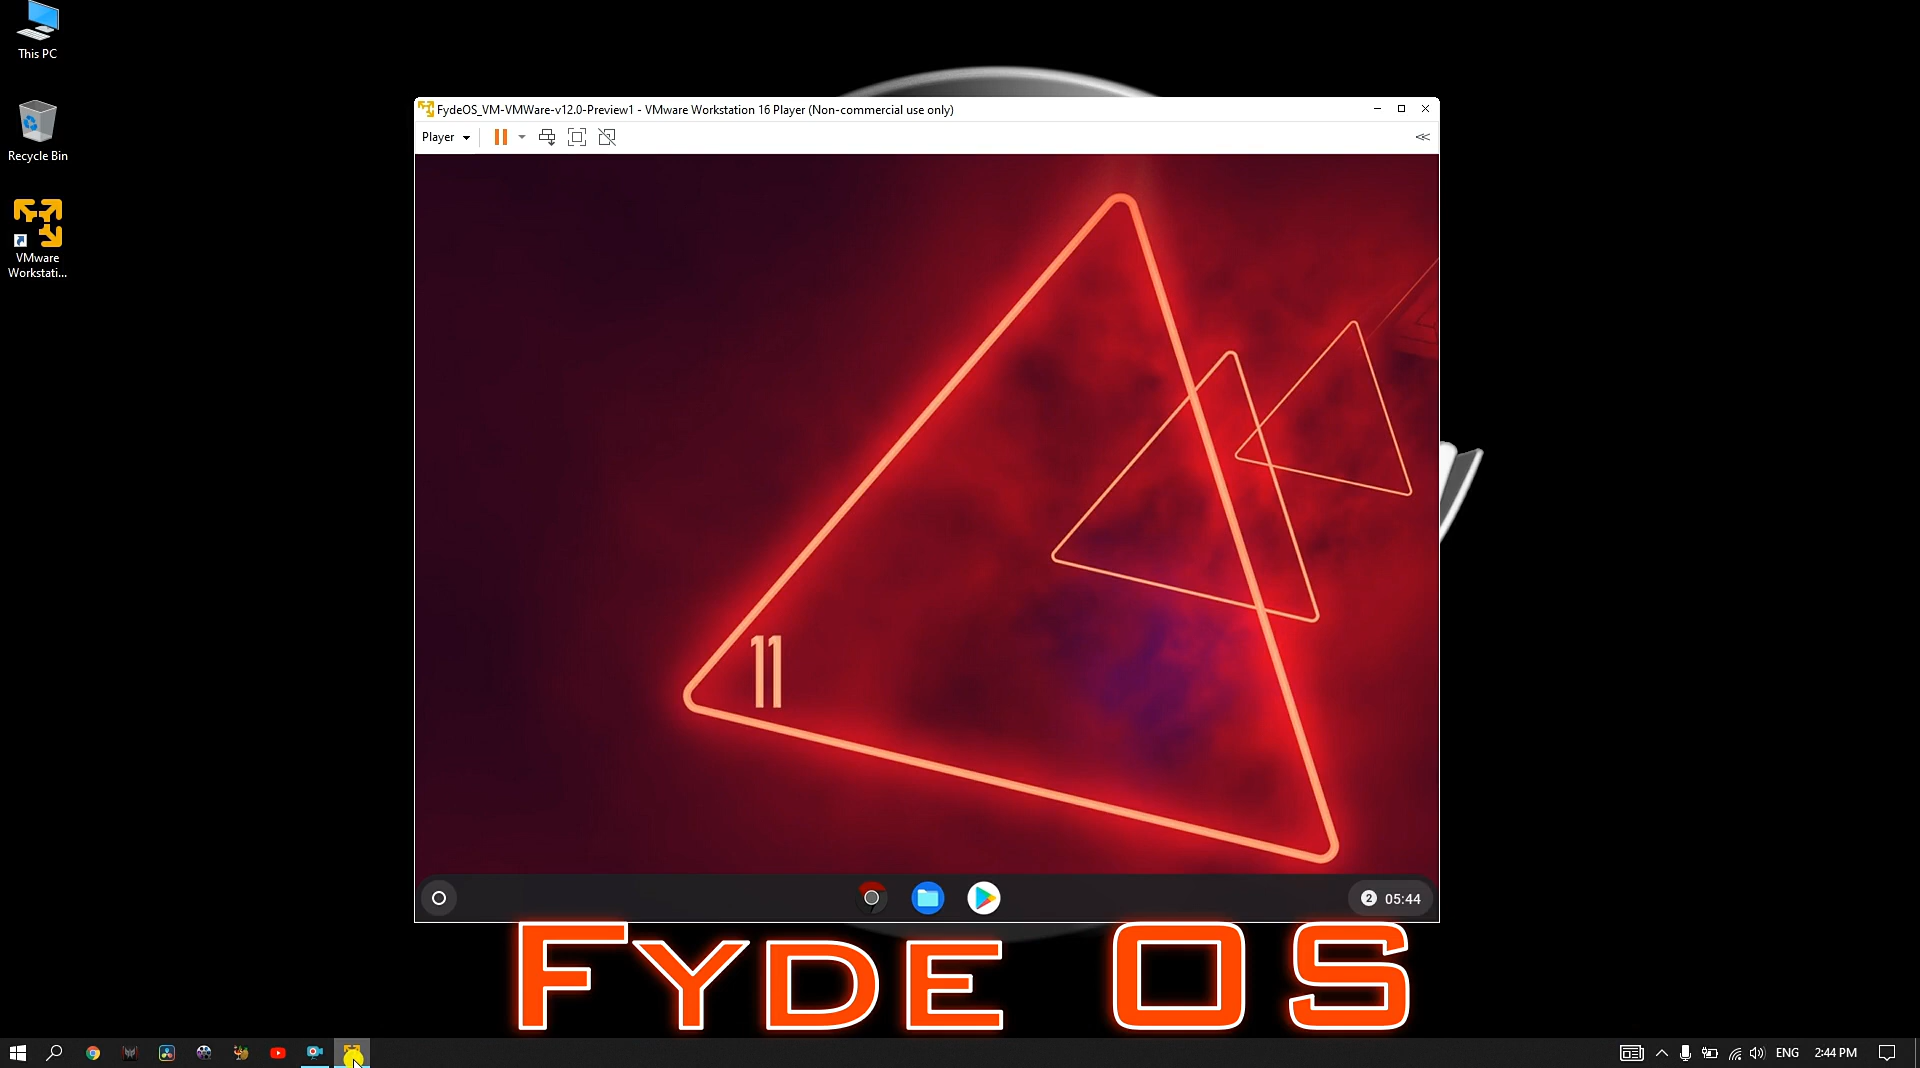 This PC
Recycle Bin
VMware
Workstati...
FydeOS_VM-VMWare-v12.0-Preview1 - VMware Workstation 16 Player (Non-commercial use only)
Player
11
2 05:44
FYDE OS
ENG 2:44 PM